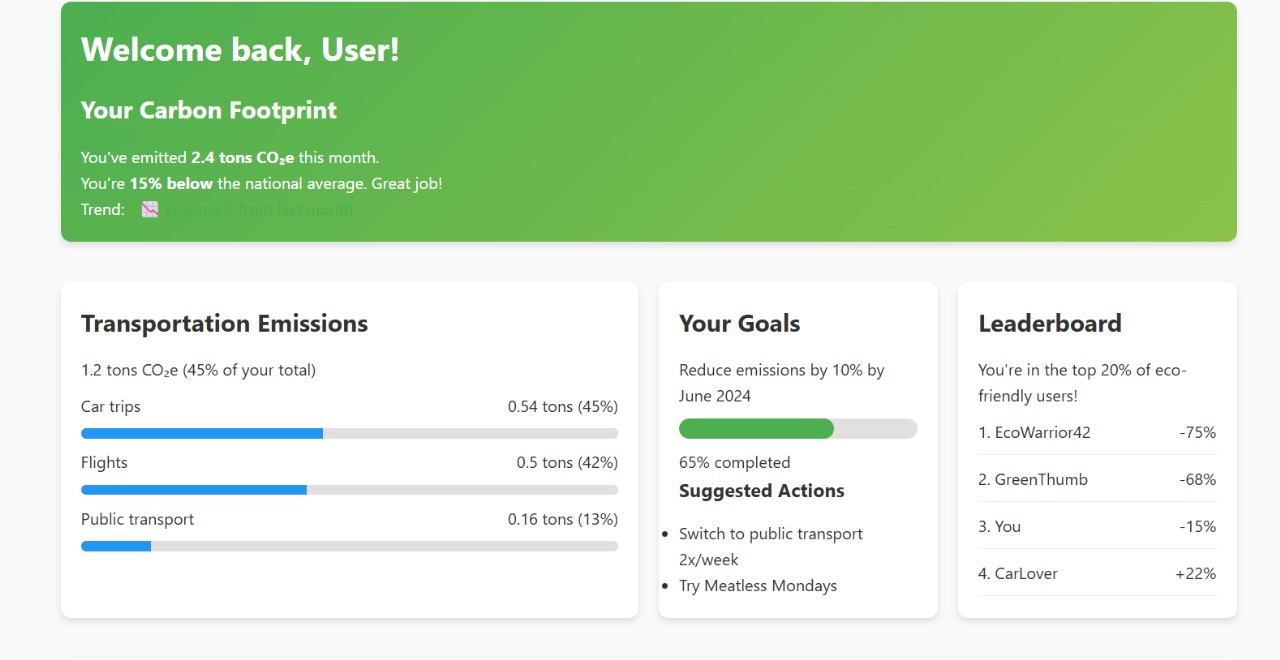 Welcome back, User!
Your Carbon Footprint
You've emitted 2.4 tons CO₂e this month.
You're 15% below the national average. Great job!
Trend: 📉 Down 5% from last month
Transportation Emissions
1.2 tons CO₂e (45% of your total)
Car trips 0.54 tons (45%)
Flights 0.5 tons (42%)
Public transport 0.16 tons (13%)
Your Goals
Reduce emissions by 10% by
June 2024
65% completed
Suggested Actions
• Switch to public transport
2x/week
• Try Meatless Mondays
Leaderboard
You're in the top 20% of eco-
friendly users!
1. EcoWarrior42 -75%
2. GreenThumb -68%
3. You -15%
4. CarLover +22%